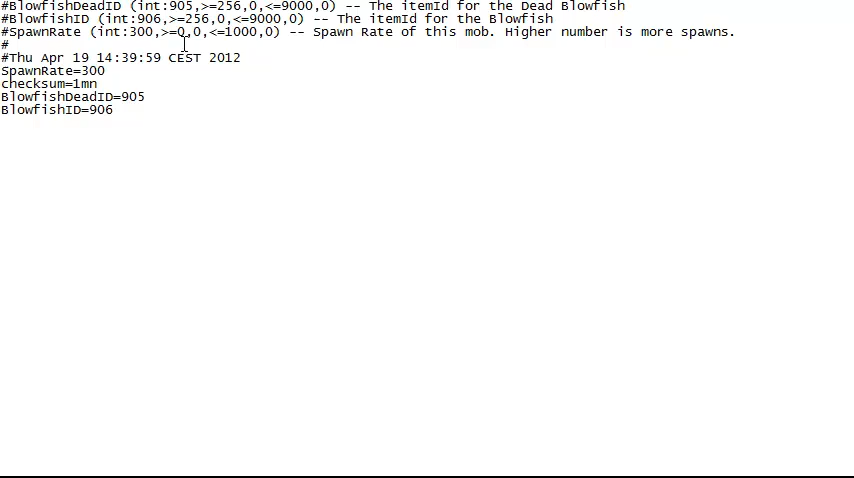 #BlowfishDeadID (int:905,>=256,0,<=9000,0) -- The itemId for the Dead Blowfish
#BlowfishID (int:906,>=256,0,<=9000,0) -- The itemId for the Blowfish
#SpawnRate (int:300,>=0,0,<=1000,0) -- Spawn Rate of this mob. Higher number is more spawns.
#
#Thu Apr 19 14:39:59 CEST 2012
SpawnRate=300
checksum=1mn
BlowfishDeadID=905
BlowfishID=906